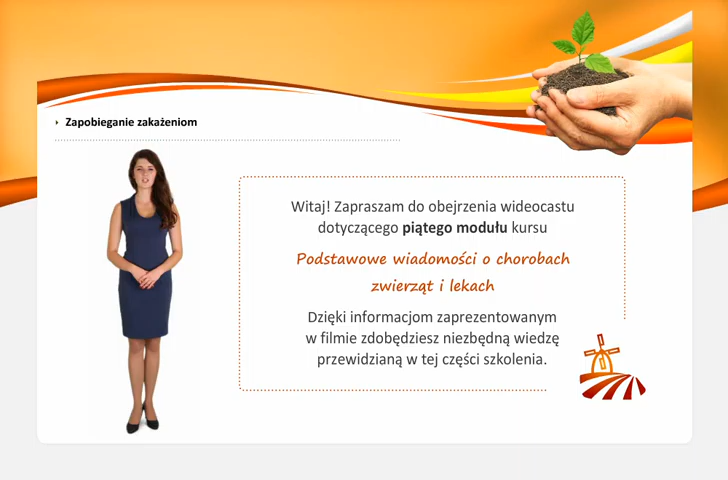 Zapobieganie zakażeniom
Witaj! Zapraszam do obejrzenia wideocastu
dotyczącego piątego modułu kursu
Podstawowe wiadomości o chorobach
zwierząt i lekach
Dzięki informacjom zaprezentowanym
w filmie zdobędziesz niezbędną wiedzę
przewidzianą w tej części szkolenia.